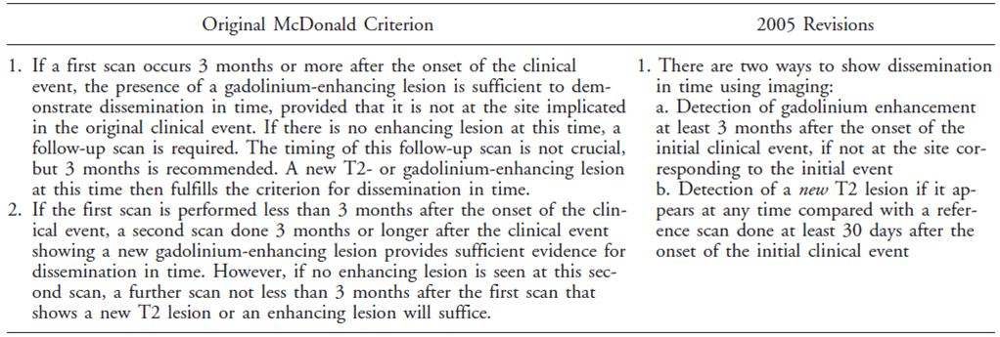 Original McDonald Criterion
2005 Revisions
1. If a first scan occurs 3 months or more after the onset of the clinical
event, the presence of a gadolinium-enhancing lesion is sufficient to dem-
onstrate dissemination in time, provided that it is not at the site implicated
in the original clinical event. If there is no enhancing lesion at this time, a
follow-up scan is required. The timing of this follow-up scan is not crucial,
but 3 months is recommended. A new T2- or gadolinium-enhancing lesion
at this time then fulfills the criterion for dissemination in time.
2. If the first scan is performed less than 3 months after the onset of the clin-
ical event, a second scan done 3 months or longer after the clinical event
showing a new gadolinium-enhancing lesion provides sufficient evidence for
dissemination in time. However, if no enhancing lesion is seen at this sec-
ond scan, a further scan not less than 3 months after the first scan that
shows a new T2 lesion or an enhancing lesion will suffice.
1. There are two ways to show dissemination
in time using imaging:
a. Detection of gadolinium enhancement
at least 3 months after the onset of the
initial clinical event, if not at the site cor-
responding to the initial event
b. Detection of a new T2 lesion if it ap-
pears at any time compared with a refer-
ence scan done at least 30 days after the
onset of the initial clinical event